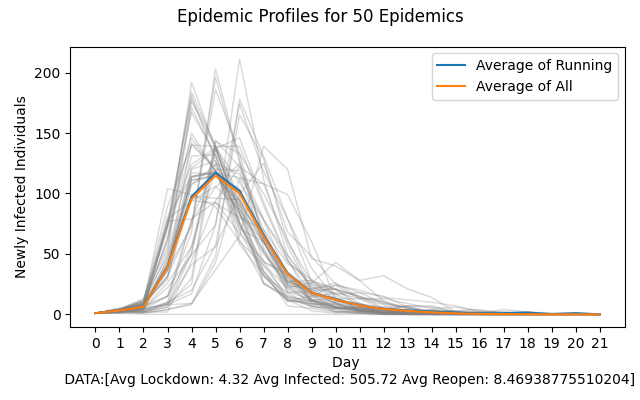 Epidemic Profiles for 50 Epidemics
Newly Infected Individuals
200
150
100
50
0
Average of Running
Average of All
0 1 2 3 4 5 6 7 8 9 10 11 12 13 14 15 16 17 18 19 20 21
Day
DATA:[Avg Lockdown: 4.32 Avg Infected: 505.72 Avg Reopen: 8.46938775510204]